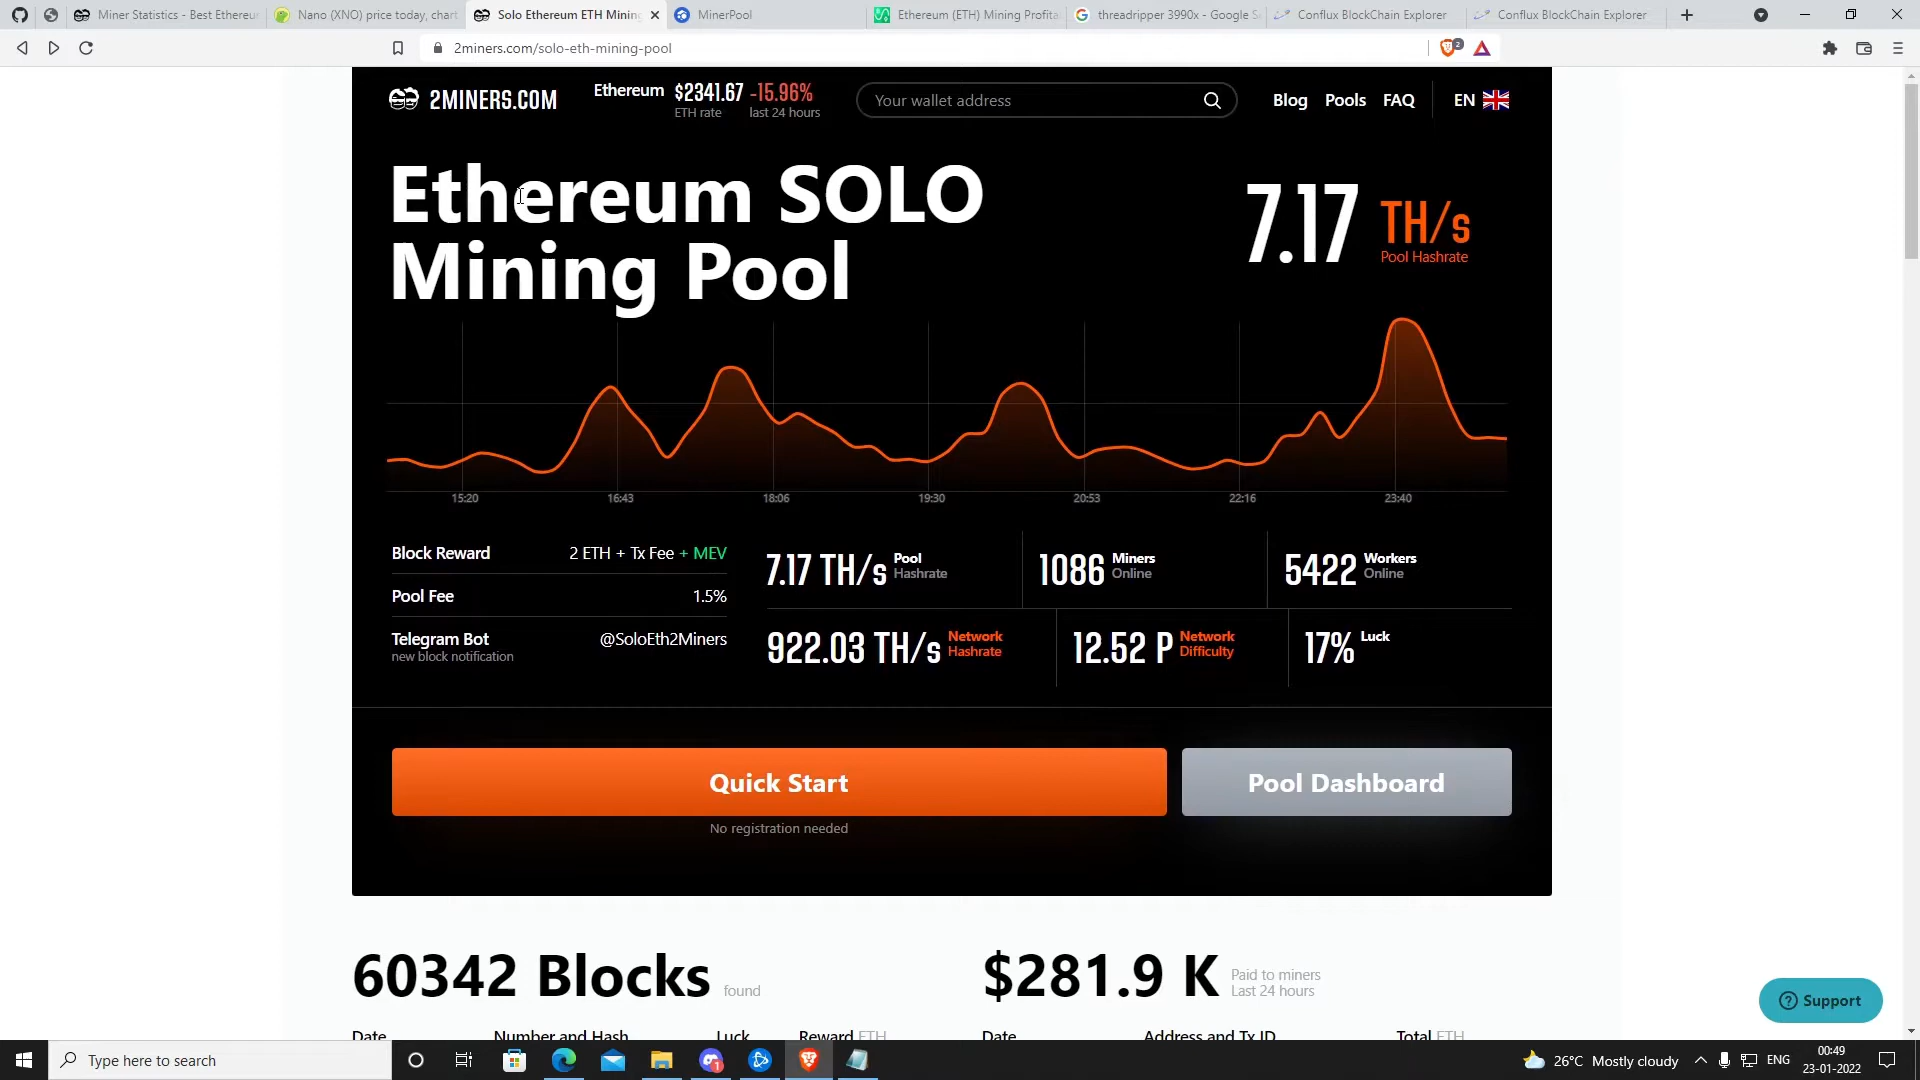 Miner Statistics - Best Ethereu
Nano (XNO) price today, chart
Solo Ethereum ETH Mining
MinerPool
Ethereum (ETH) Mining Profita
threadripper 3990x - Google S
Conflux BlockChain Explorer
Conflux BlockChain Explorer
2miners.com/solo-eth-mining-pool
2
2MINERS.COM
Ethereum
$2341.67 -15.96%
ETH rate
last 24 hours
Your wallet address
Blog
Pools
FAQ
EN
Ethereum SOLO
Mining Pool
7.17 TH/s
Pool Hashrate
15:20
16:43
18:06
19:30
20:53
22:16
23:40
Block Reward
2 ETH + Tx Fee + MEV
Pool Fee
1.5%
Telegram Bot
new block notification
@SoloEth2Miners
7.17 TH/s
Pool
Hashrate
1086
Miners
Online
5422
Workers
Online
922.03 TH/s
Network
Hashrate
12.52 P
Network
Difficulty
17%
Luck
Quick Start
No registration needed
Pool Dashboard
60342 Blocks found
$281.9 K
Paid to miners
Last 24 hours
Support
Date
Number and Hash
Luck
Reward ETH
Date
Address and Tx ID
Total ETH
Type here to search
1
26°C Mostly cloudy
ENG
00:49
23-01-2022